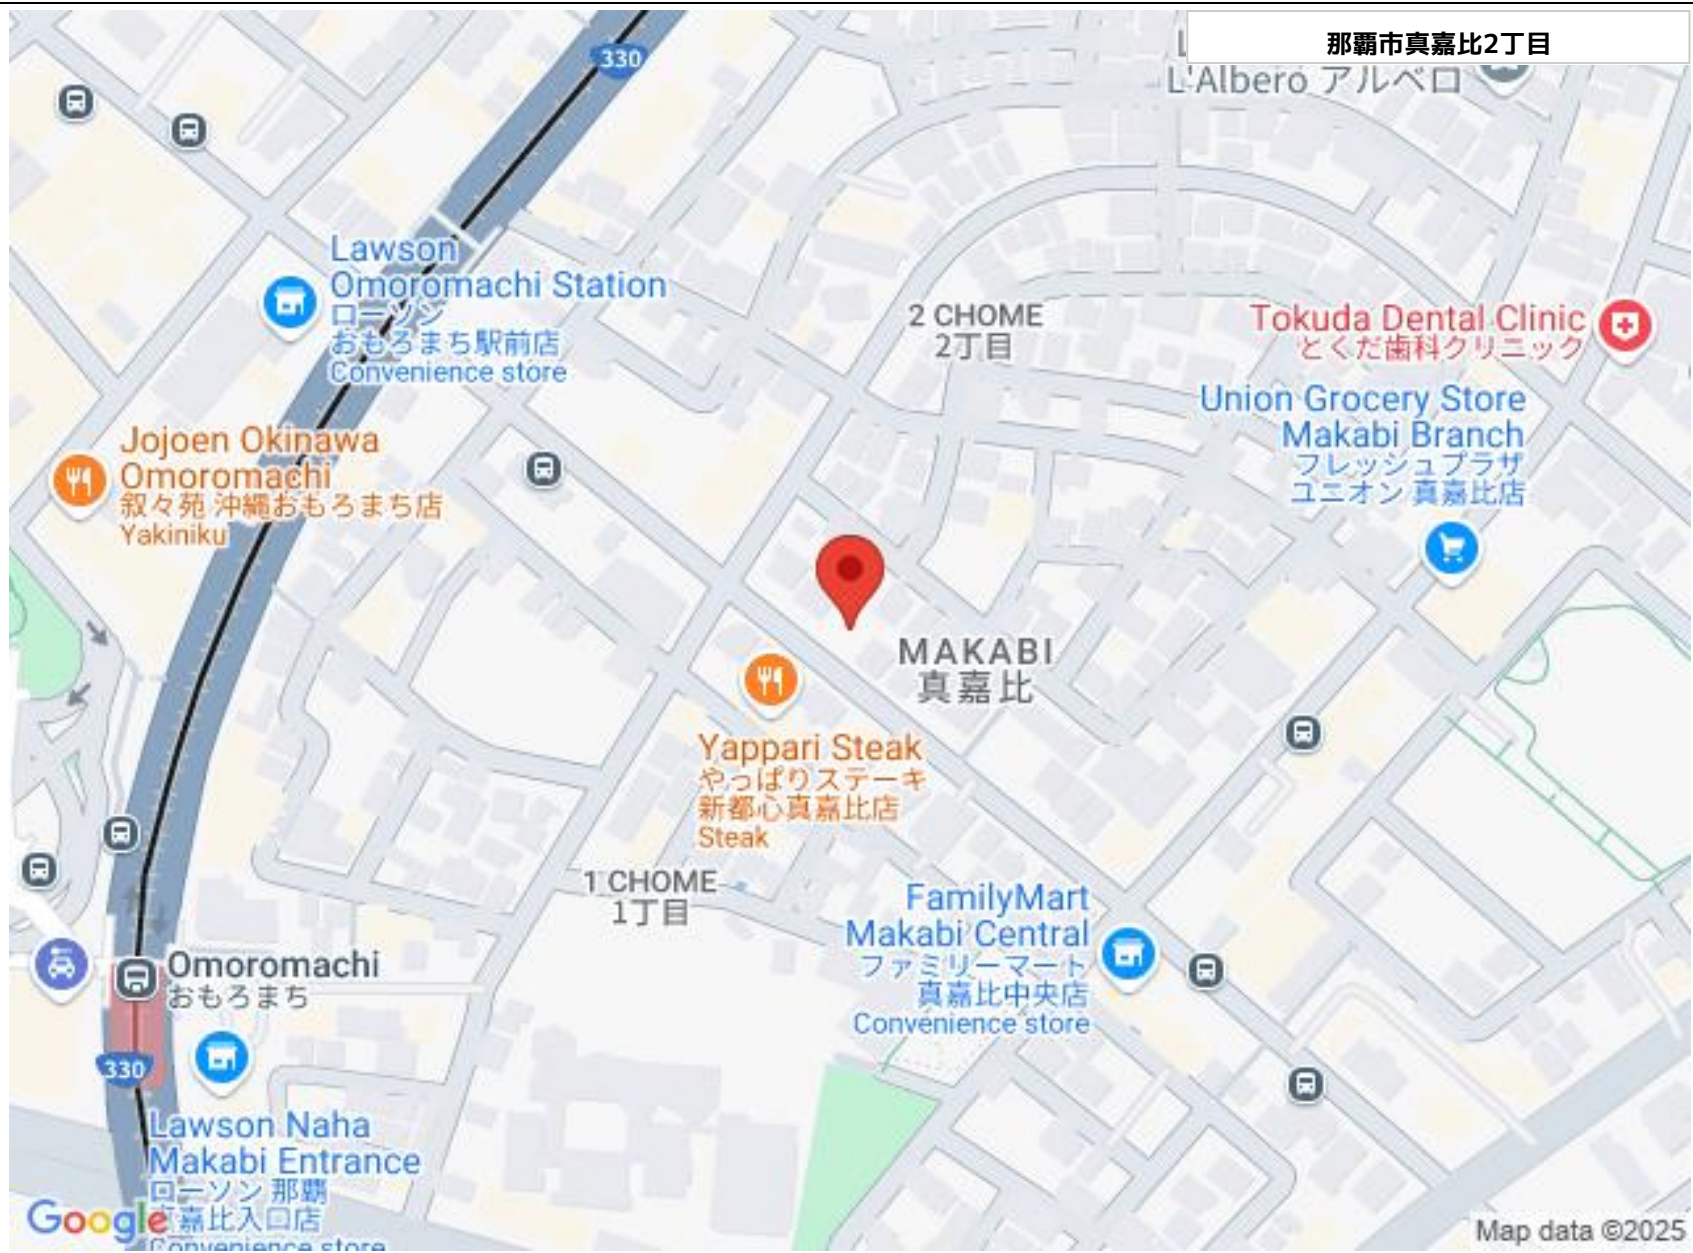 那覇市真嘉比2丁目
330
L'Albero アルベロ
Lawson
Omoromachi Station
ローソン
おもろまち駅前店
Convenience store
2 CHOME
2丁目
Tokuda Dental Clinic
とくだ歯科クリニック
Union Grocery Store
Makabi Branch
フレッシュプラザ
ユニオン 真嘉比店
Jojoen Okinawa
Omoromachi
叙々苑 沖縄おもろまち店
Yakiniku
MAKABI
真嘉比
Yappari Steak
やっぱりステーキ
新都心真嘉比店
Steak
1 CHOME
1丁目
FamilyMart
Makabi Central
ファミリーマート
真嘉比中央店
Convenience store
Omoromachi
おもろまち
330
Lawson Naha
Makabi Entrance
ローソン 那覇
真嘉比入口店
Convenience store
Google
Map data ©2025